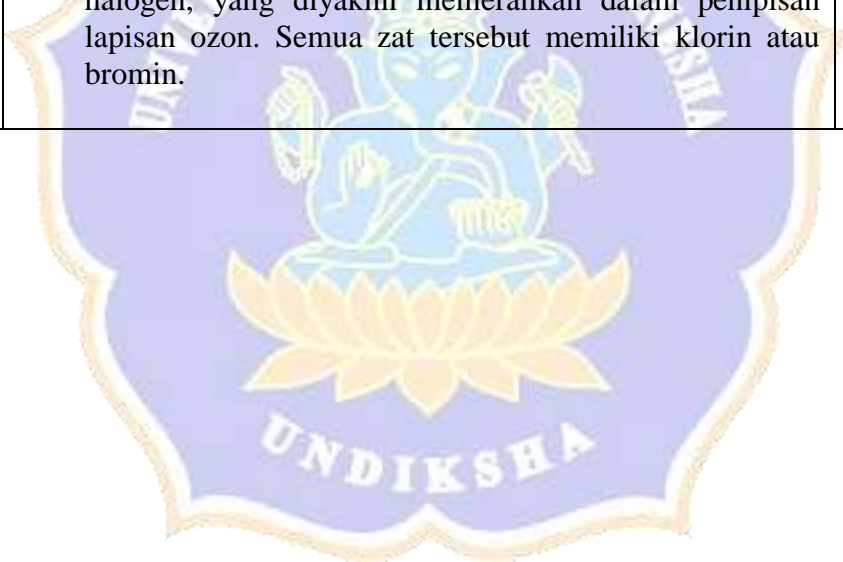 halogen, yang diyakini memerankan dalam penipisan
lapisan ozon. Semua zat tersebut memiliki klorin atau
bromin.
UNDIKSHA